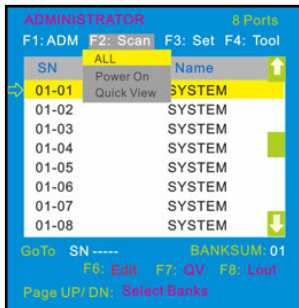 ADMINISTRATOR 8 Ports
F1: ADM F2: Scan F3: Set F4: Tool
SN Name
ALL
Power On
Quick View
01-01 SYSTEM
01-02 SYSTEM
01-03 SYSTEM
01-04 SYSTEM
01-05 SYSTEM
01-06 SYSTEM
01-07 SYSTEM
01-08 SYSTEM
GoTo SN ----- BANKSUM: 01
F6: Edit F7: QV F8: Lout
Page UP/ DN: Select Banks